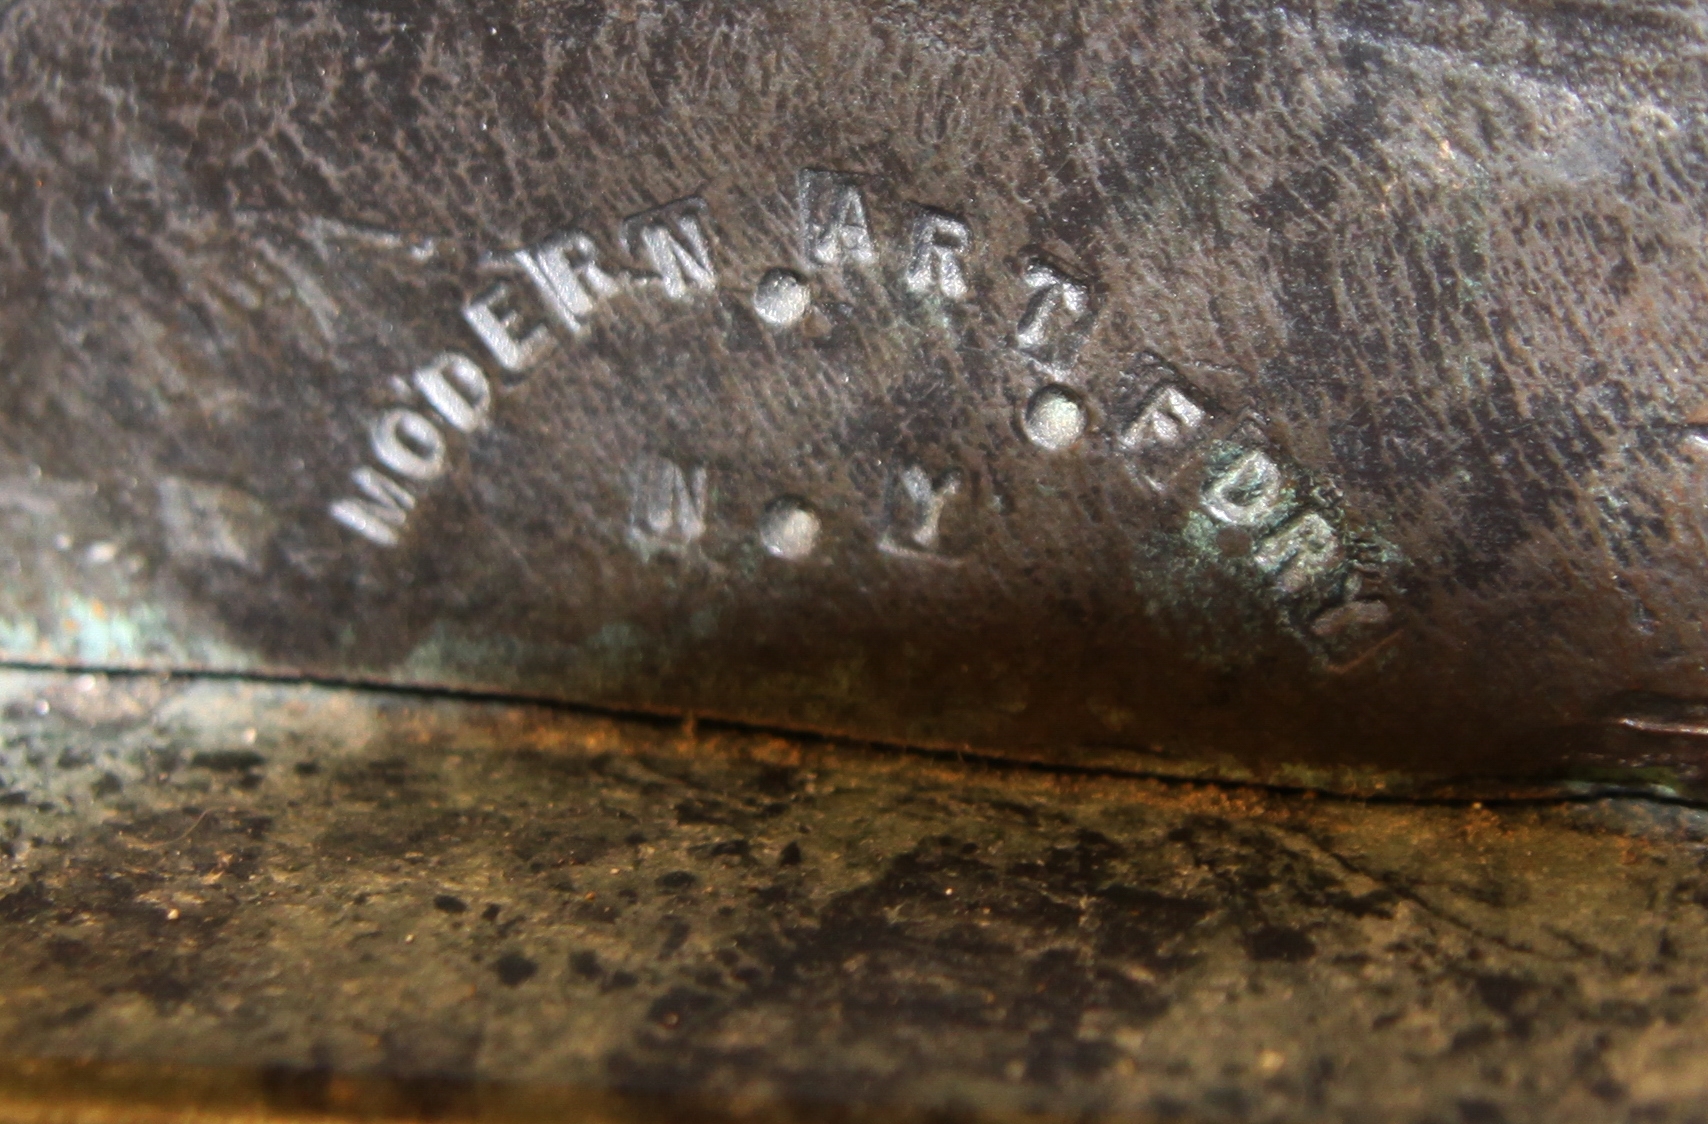 MODERN • ART • FDRY
N • Y